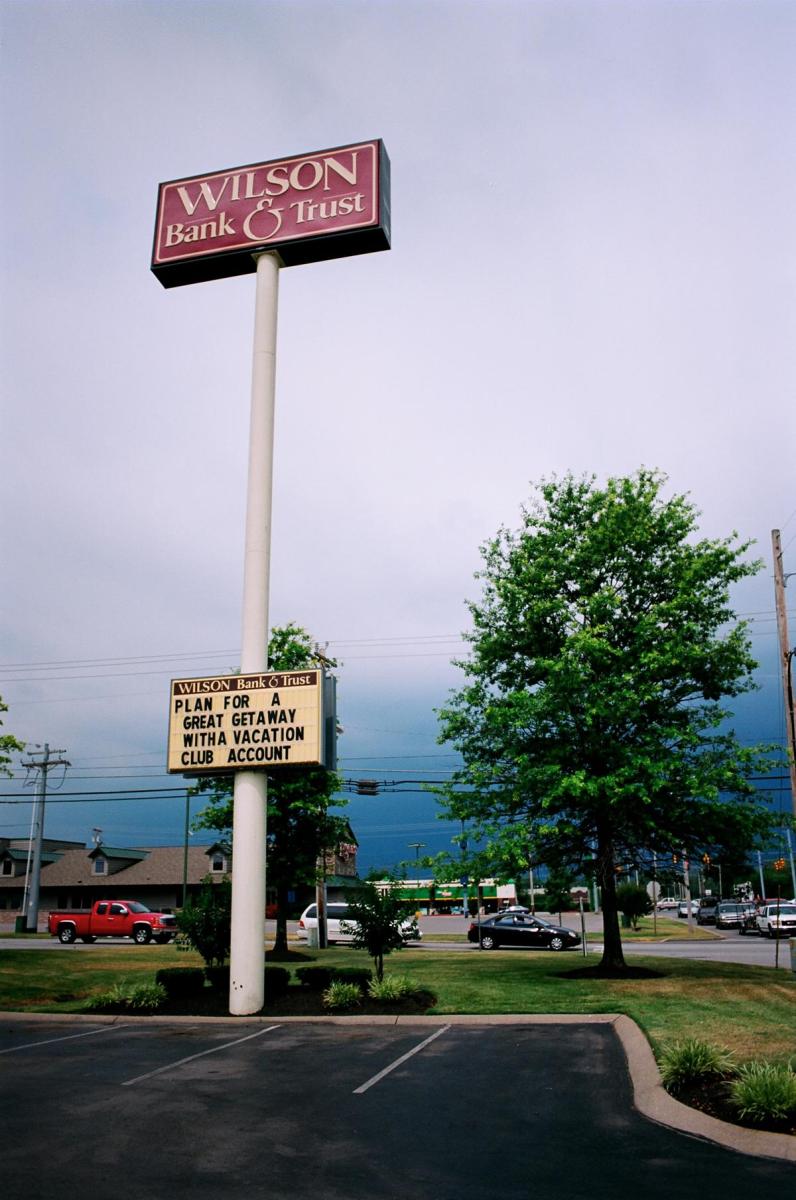 WILSON
Bank & Trust
WILSON Bank & Trust
PLAN FOR A
GREAT GETAWAY
WITHA VACATION
CLUB ACCOUNT